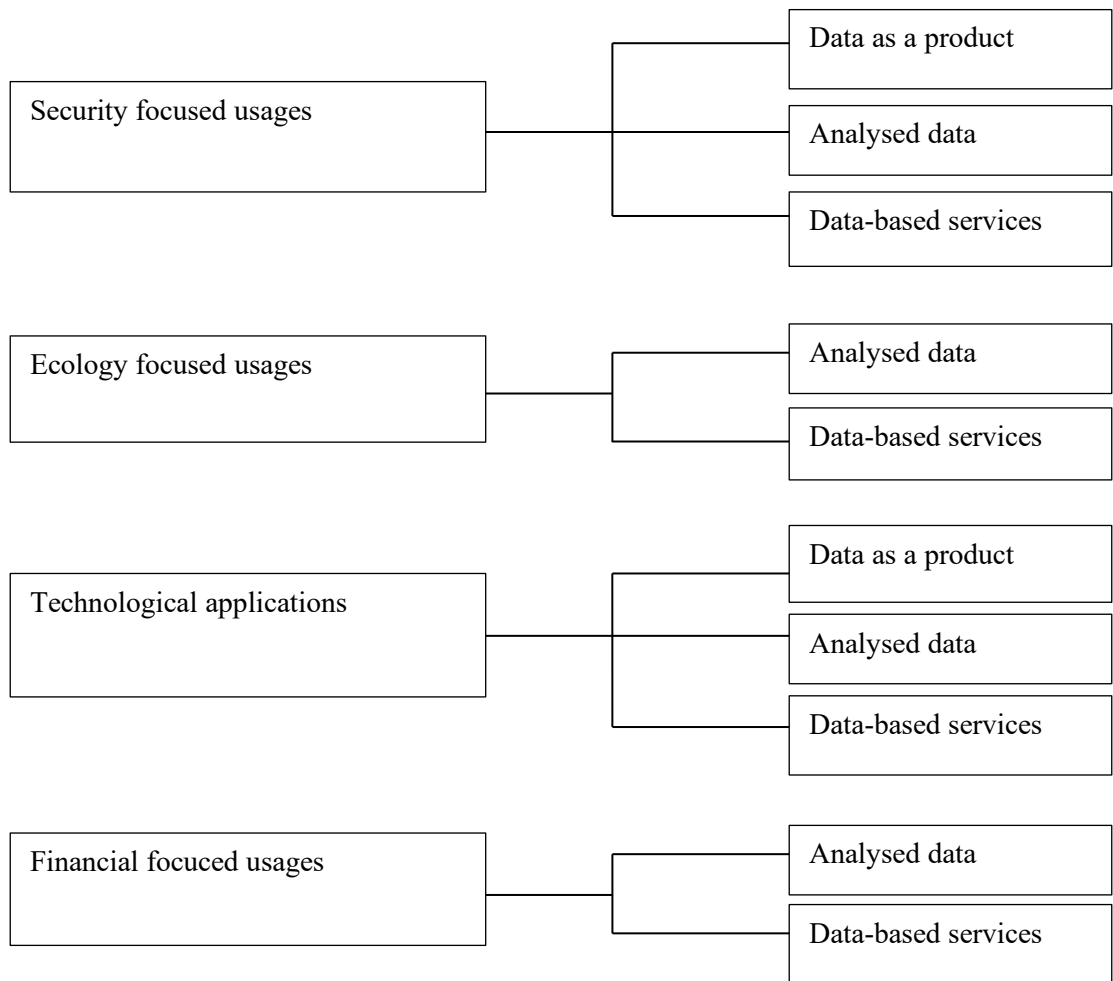 Security focused usages
Data as a product
Analysed data
Data-based services
Ecology focused usages
Analysed data
Data-based services
Technological applications
Data as a product
Analysed data
Data-based services
Financial focuced usages
Analysed data
Data-based services